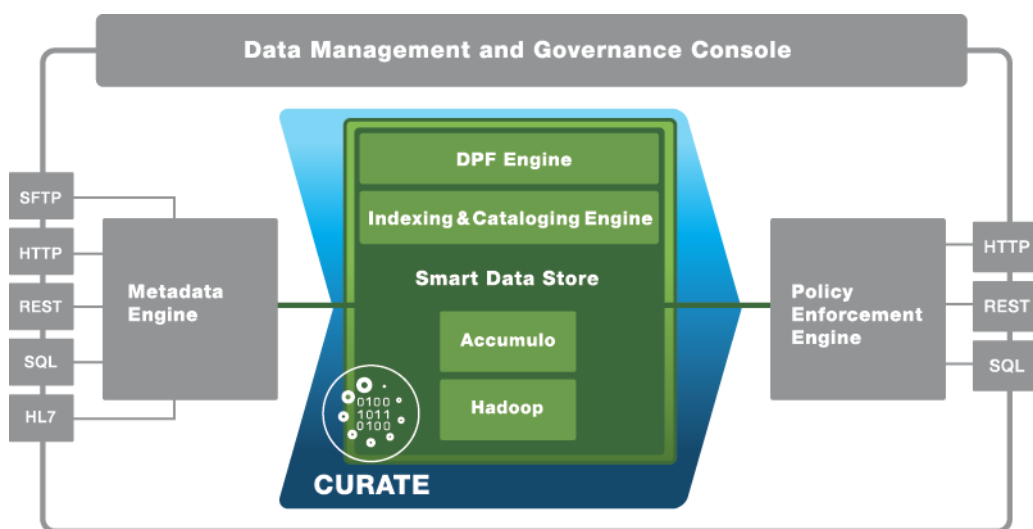 Data Management and Governance Console
SFTP
HTTP
REST
SQL
HL7
Metadata
Engine
DPF Engine
Indexing & Cataloging Engine
Smart Data Store
Accumulo
Hadoop
0100
1011
0100
CURATE
Policy
Enforcement
Engine
HTTP
REST
SQL